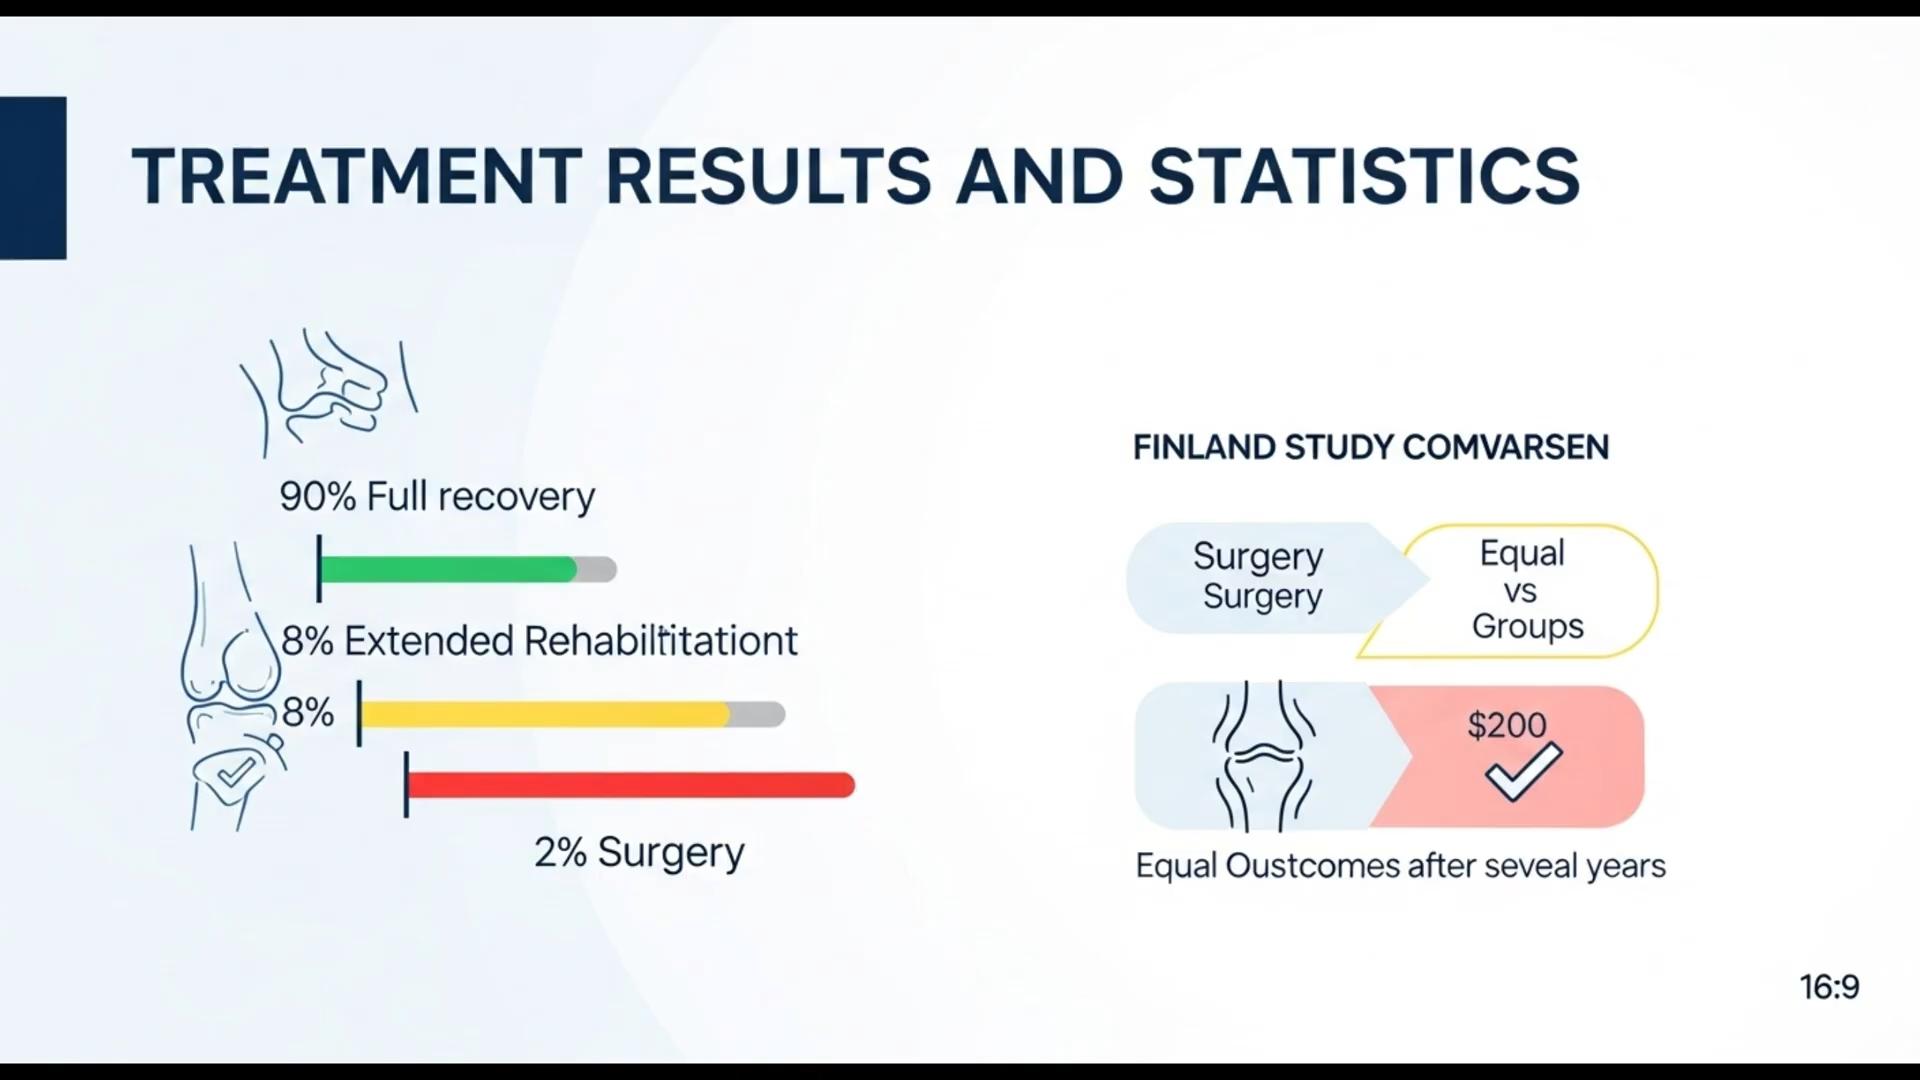 TREATMENT RESULTS AND STATISTICS
90% Full recovery
8% Extended Rehabiltitationt
8%
2% Surgery
FINLAND STUDY COMVARSEN
Surgery
Surgery
Equal
vs
Groups
$200
Equal Oustcomes after seveal years
16:9